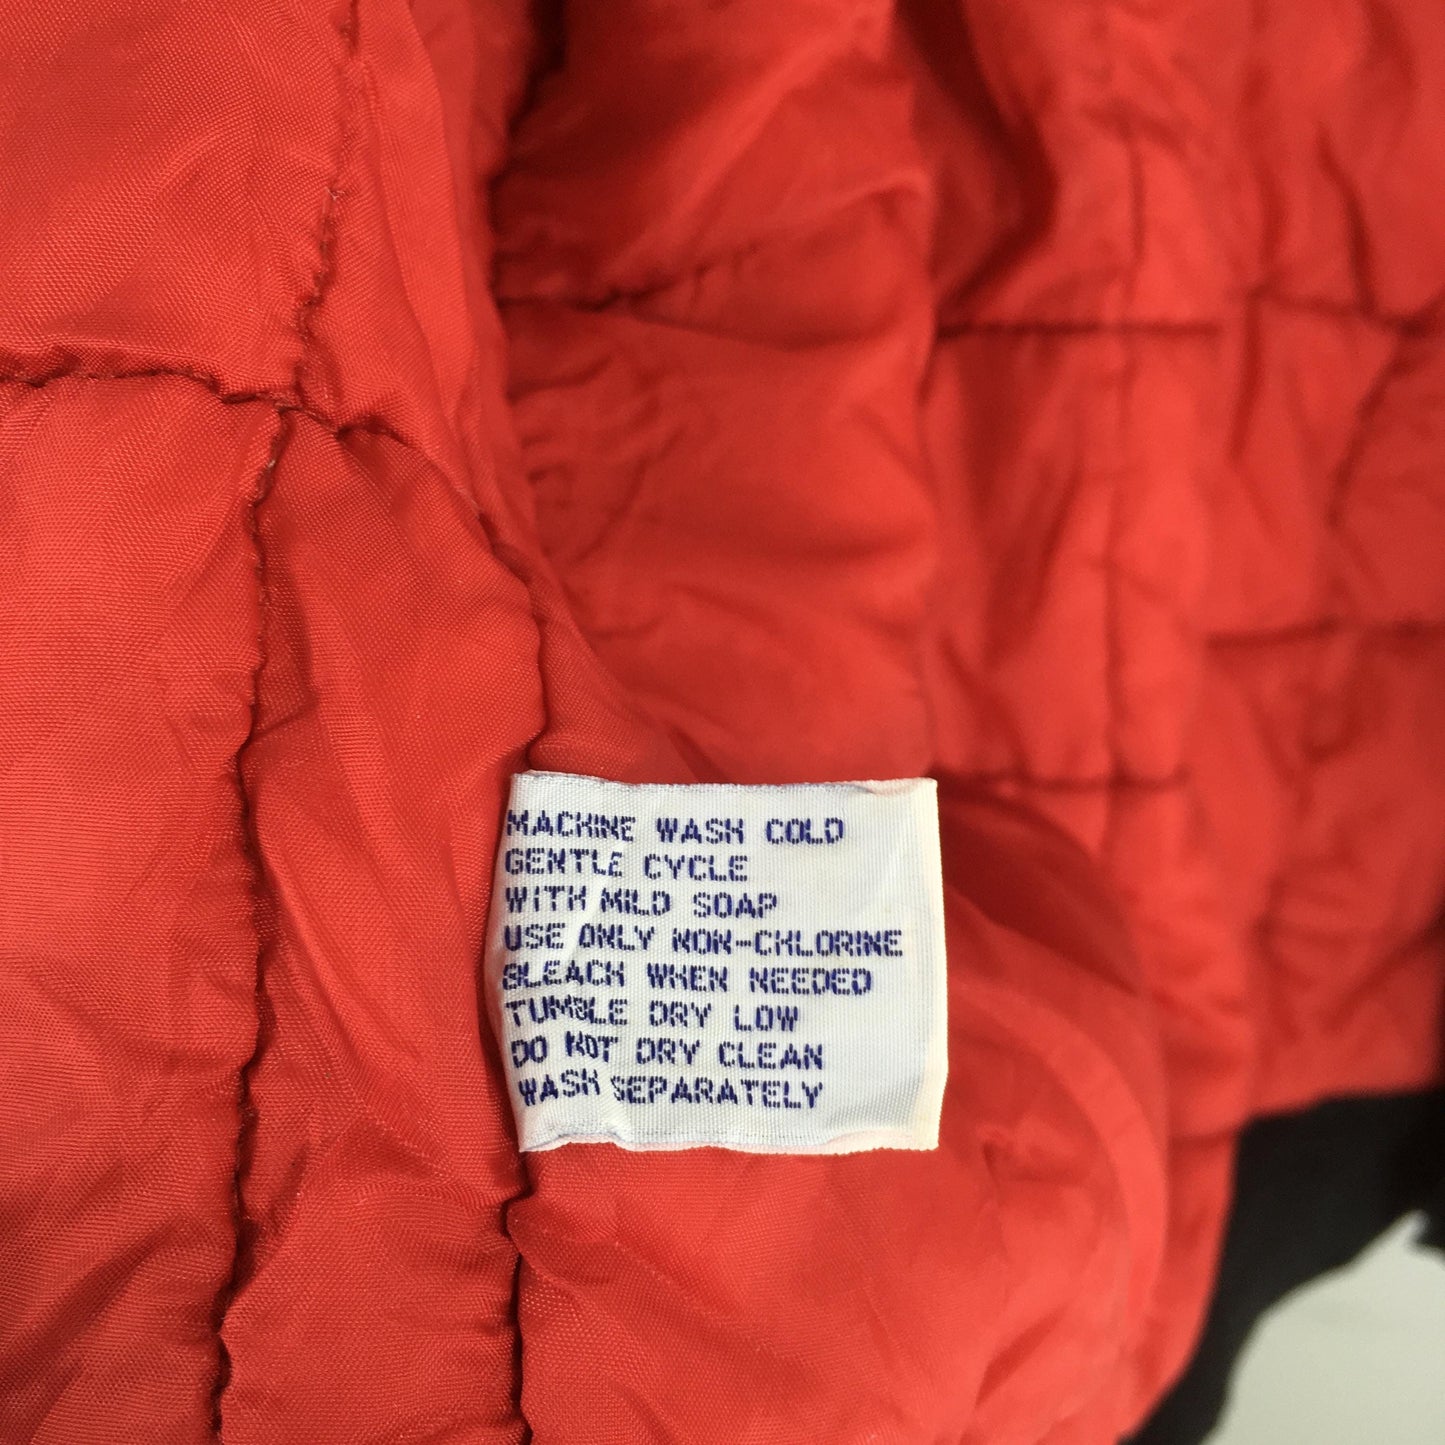 MACHINE WASH COLD
GENTLE CYCLE
WITH MILD SOAP
USE ONLY NON-CHLORINE
BLEACH WHEN NEEDED
TUMBLE DRY LOW
DO NOT DRY CLEAN
WASH SEPARATELY